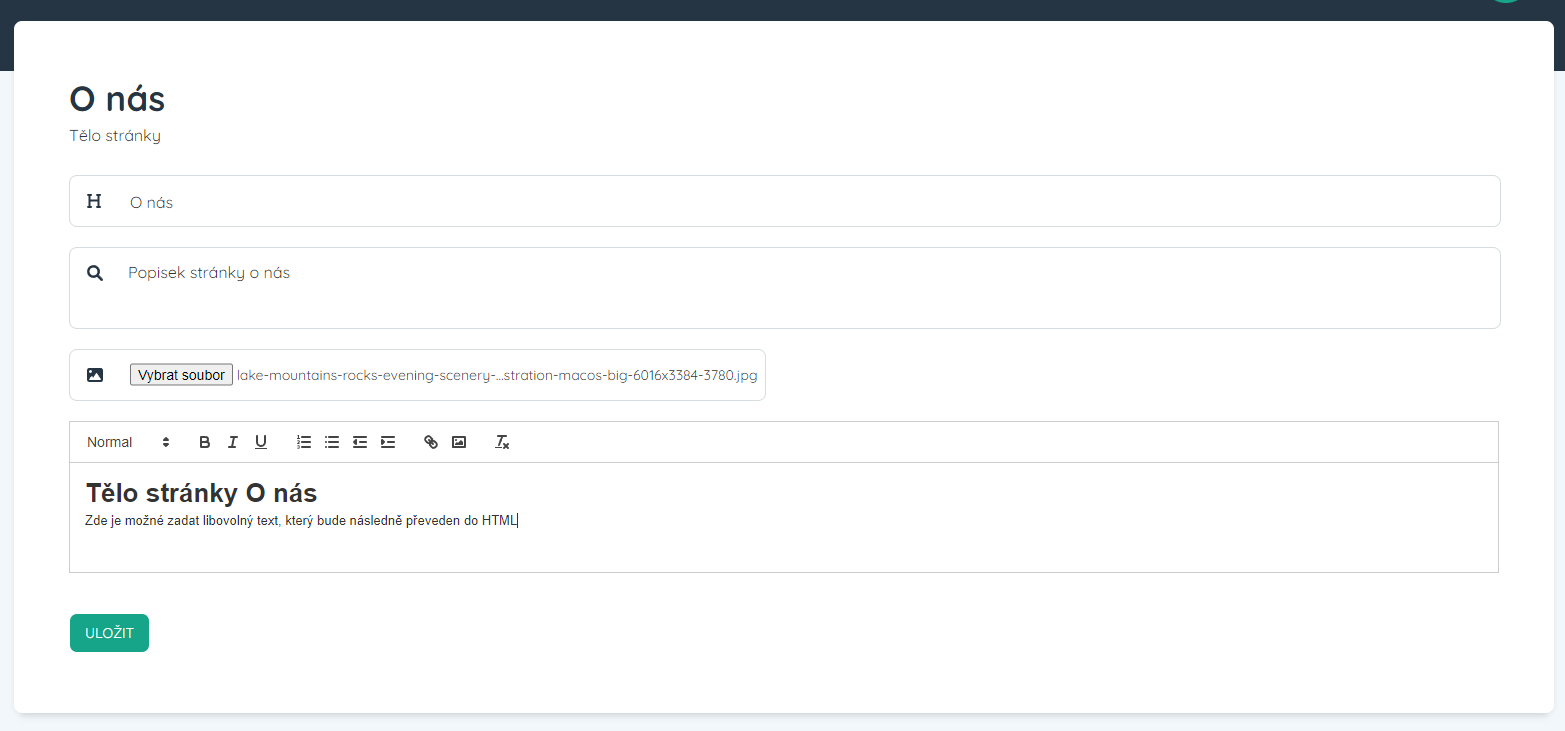 O nás
Tělo stránky
O nás
Popisek stránky o nás
Vybrat soubor lake-mountains-rocks-evening-scenery-...stration-macos-big-6016x3384-3780.jpg
Normal
Tělo stránky O nás
Zde je možné zadat libovolný text, který bude následně převeden do HTML
ULOŽIT